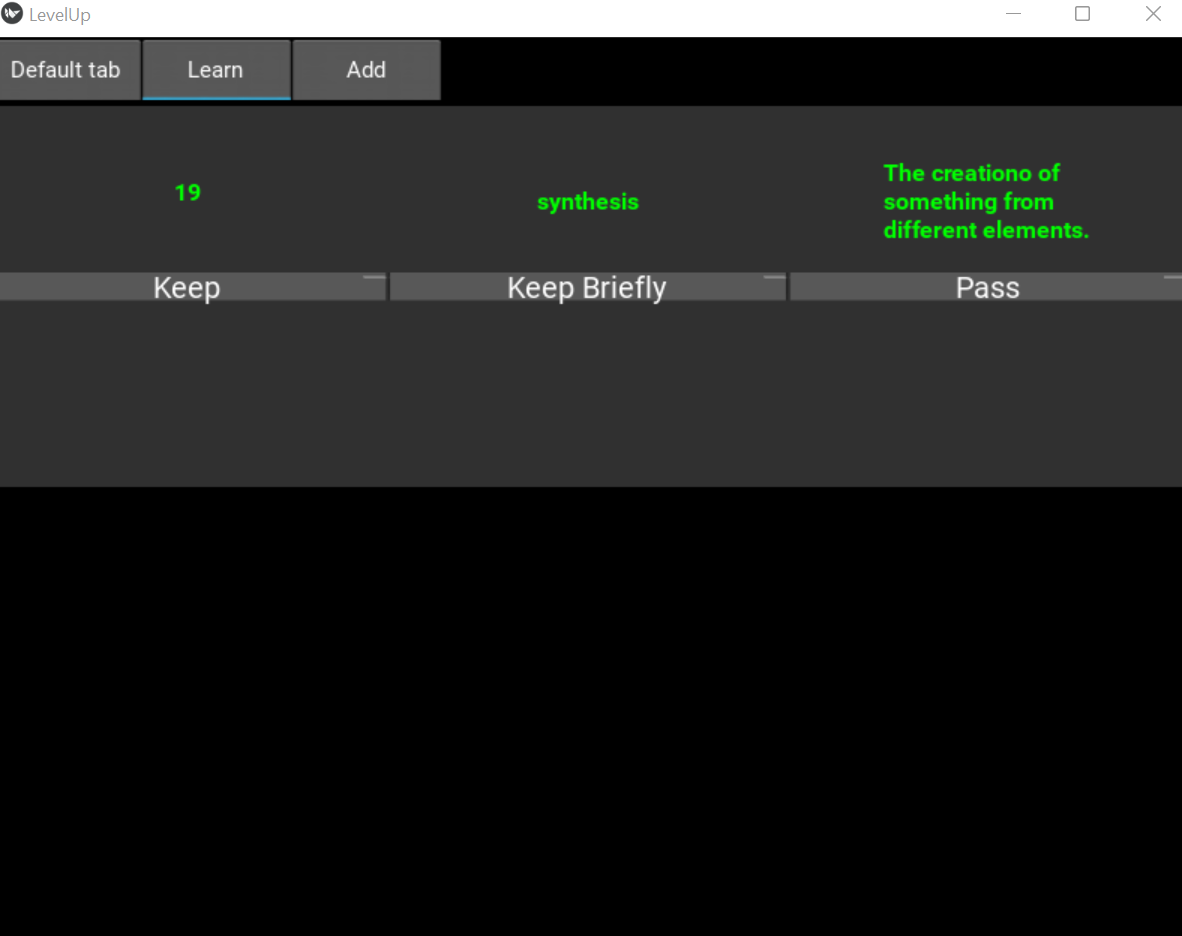 LevelUp
Default tab Learn Add
19 synthesis The creationo of
something from
different elements.
Keep Keep Briefly Pass